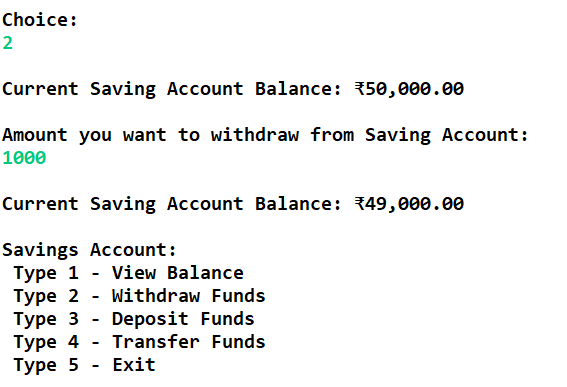 Choice:
2
Current Saving Account Balance: ₹50,000.00
Amount you want to withdraw from Saving Account:
1000
Current Saving Account Balance: ₹49,000.00
Savings Account:
Type 1 - View Balance
Type 2 - Withdraw Funds
Type 3 - Deposit Funds
Type 4 - Transfer Funds
Type 5 - Exit